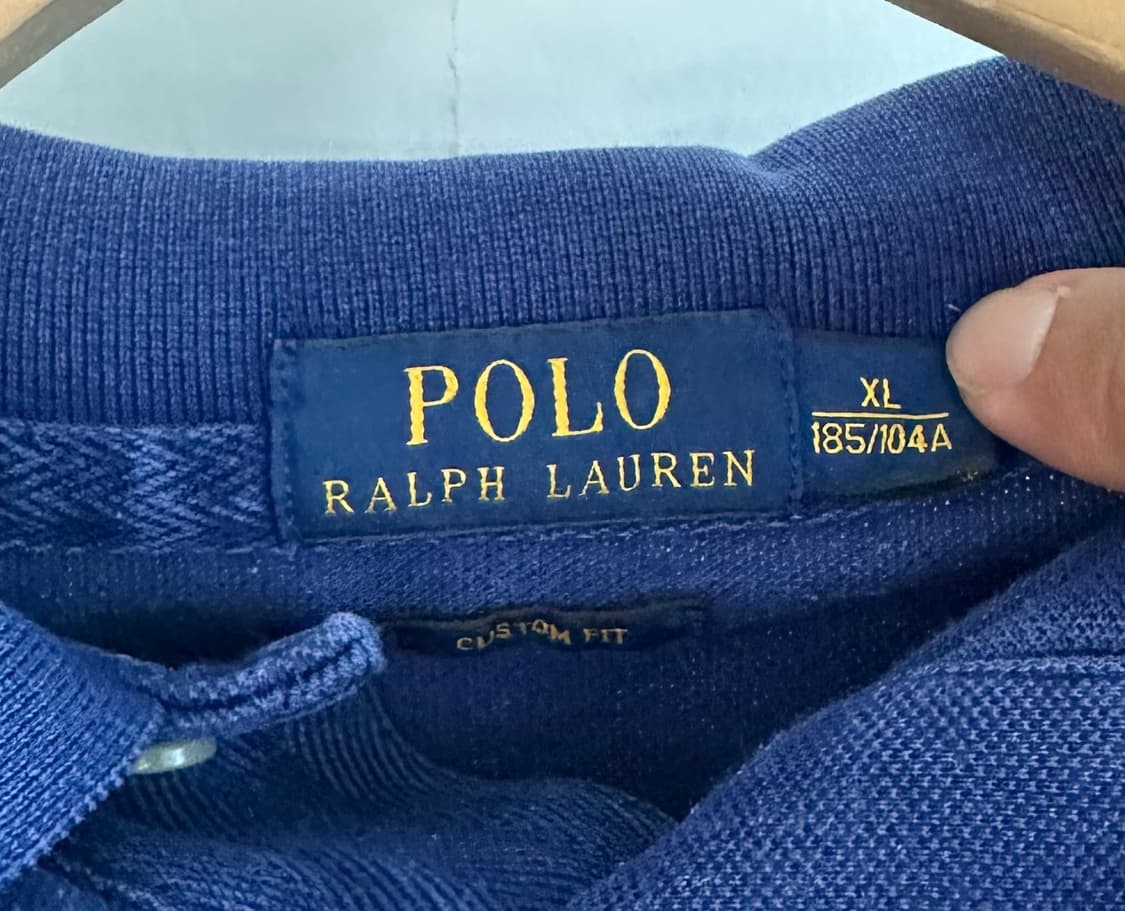 POLO
RALPH LAUREN
XL
185/104A
CUSTOM FIT